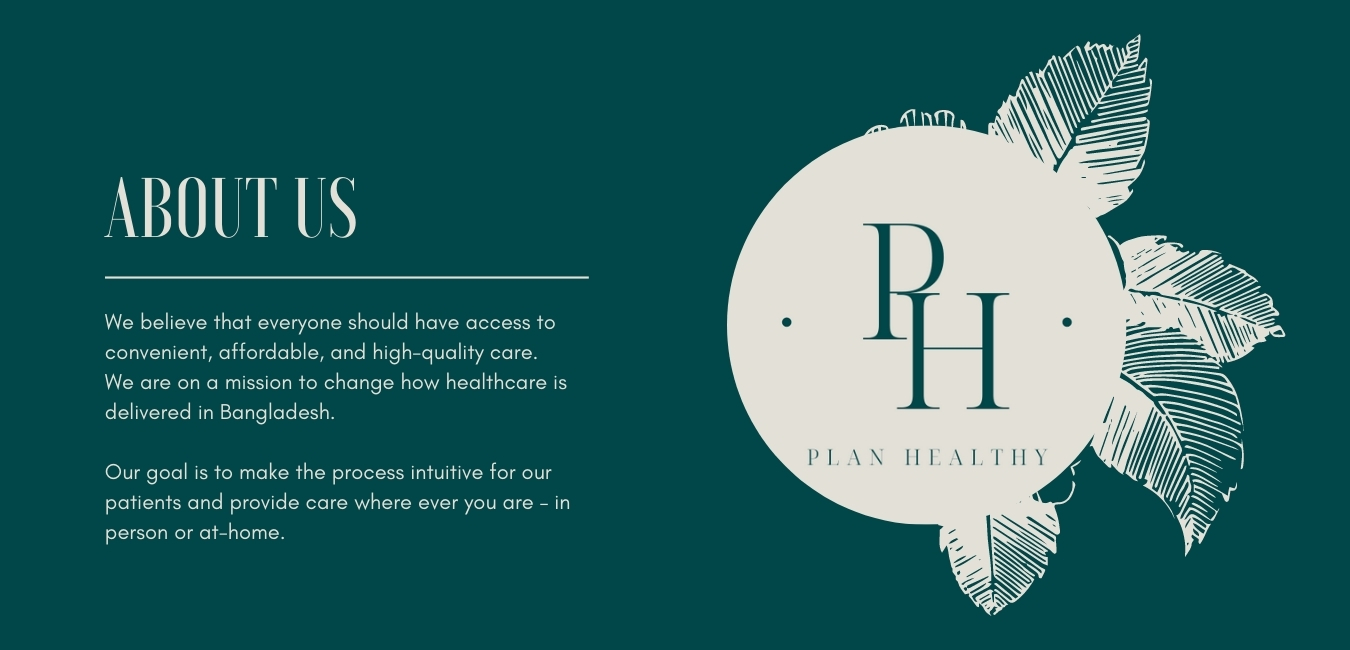 ABOUT US
We believe that everyone should have access to
convenient, affordable, and high-quality care.
We are on a mission to change how healthcare is
delivered in Bangladesh.
Our goal is to make the process intuitive for our
patients and provide care where ever you are - in
person or at-home.
PH
PLAN HEALTHY